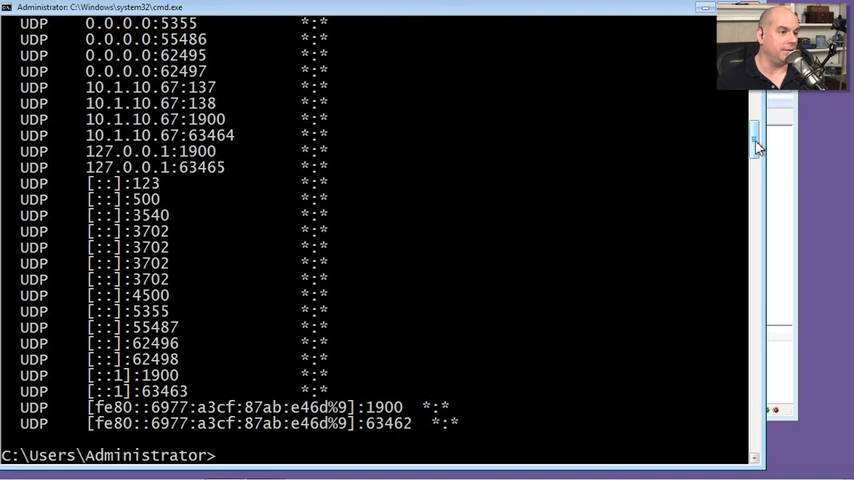 Administrator: C:\Windows\system32\cmd.exe
UDP 0.0.0.0:5355 *:*
UDP 0.0.0.0:55486 *:*
UDP 0.0.0.0:62495 *:*
UDP 0.0.0.0:62497 *:*
UDP 10.1.10.67:137 *:*
UDP 10.1.10.67:138 *:*
UDP 10.1.10.67:1900 *:*
UDP 10.1.10.67:63464 *:*
UDP 127.0.0.1:1900 *:*
UDP 127.0.0.1:63465 *:*
UDP [::]:123 *:*
UDP [::]:500 *:*
UDP [::]:3540 *:*
UDP [::]:3702 *:*
UDP [::]:3702 *:*
UDP [::]:3702 *:*
UDP [::]:3702 *:*
UDP [::]:4500 *:*
UDP [::]:5355 *:*
UDP [::]:55487 *:*
UDP [::]:62496 *:*
UDP [::]:62498 *:*
UDP [::1]:1900 *:*
UDP [::1]:63463 *:*
UDP [fe80::6977:a3cf:87ab:e46d%9]:1900 *:*
UDP [fe80::6977:a3cf:87ab:e46d%9]:63462 *:*
C:\Users\Administrator>